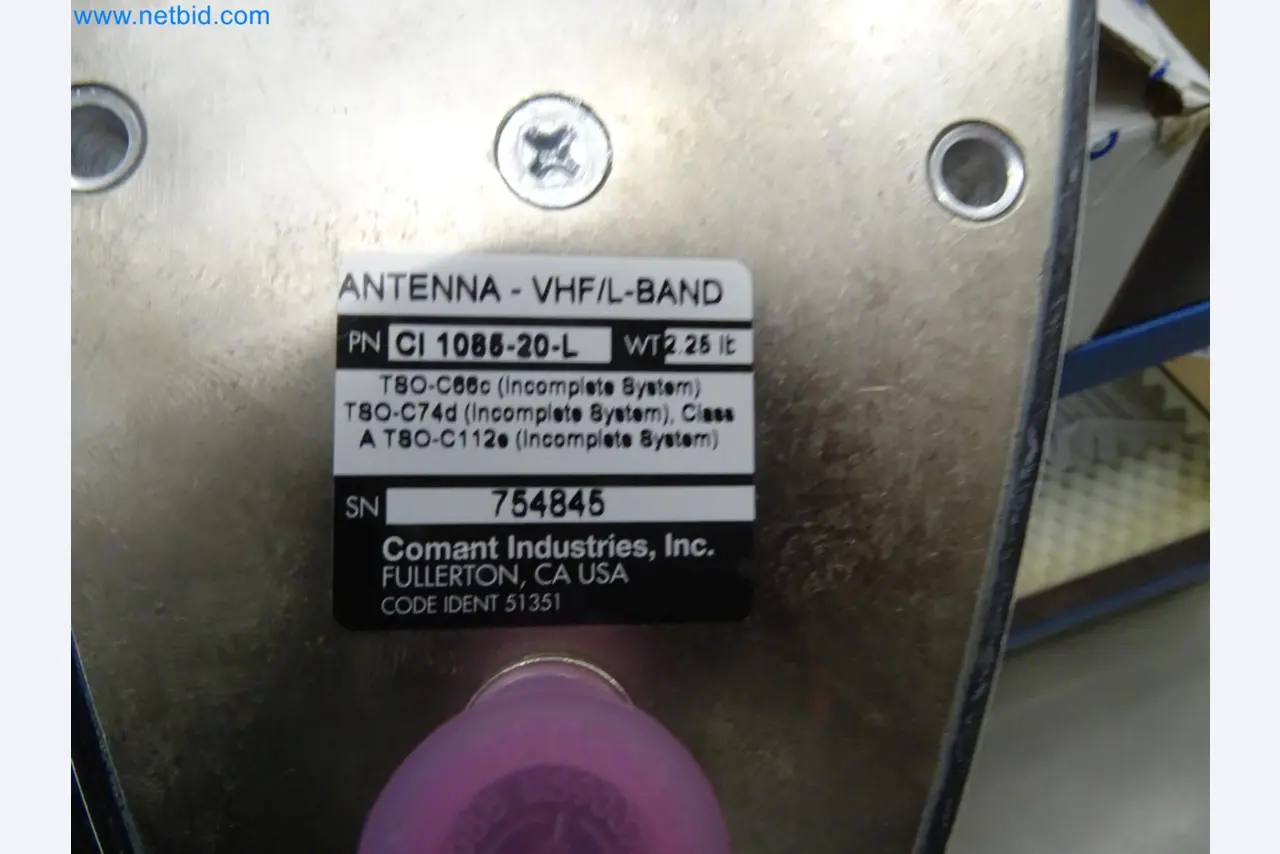 www.netbid.com
ANTENNA - VHF/L-BAND
PN CI 1085-20-L WT 2.25 lb
TSO-C66c (Incomplete System)
TSO-C74d (Incomplete System), Class
A TSO-C112e (Incomplete System)
SN 754845
Comant Industries, Inc.
FULLERTON, CA USA
CODE IDENT 51351